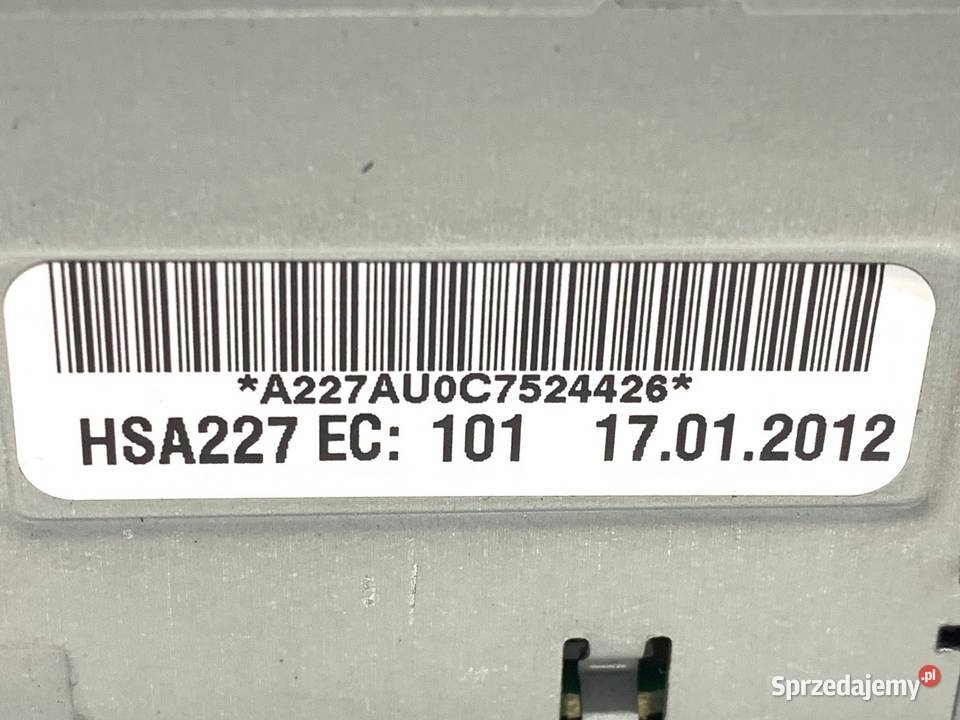 *A227AU0C7524426*
HSA227 EC: 101 17.01.2012
Sprzedajemy.pl